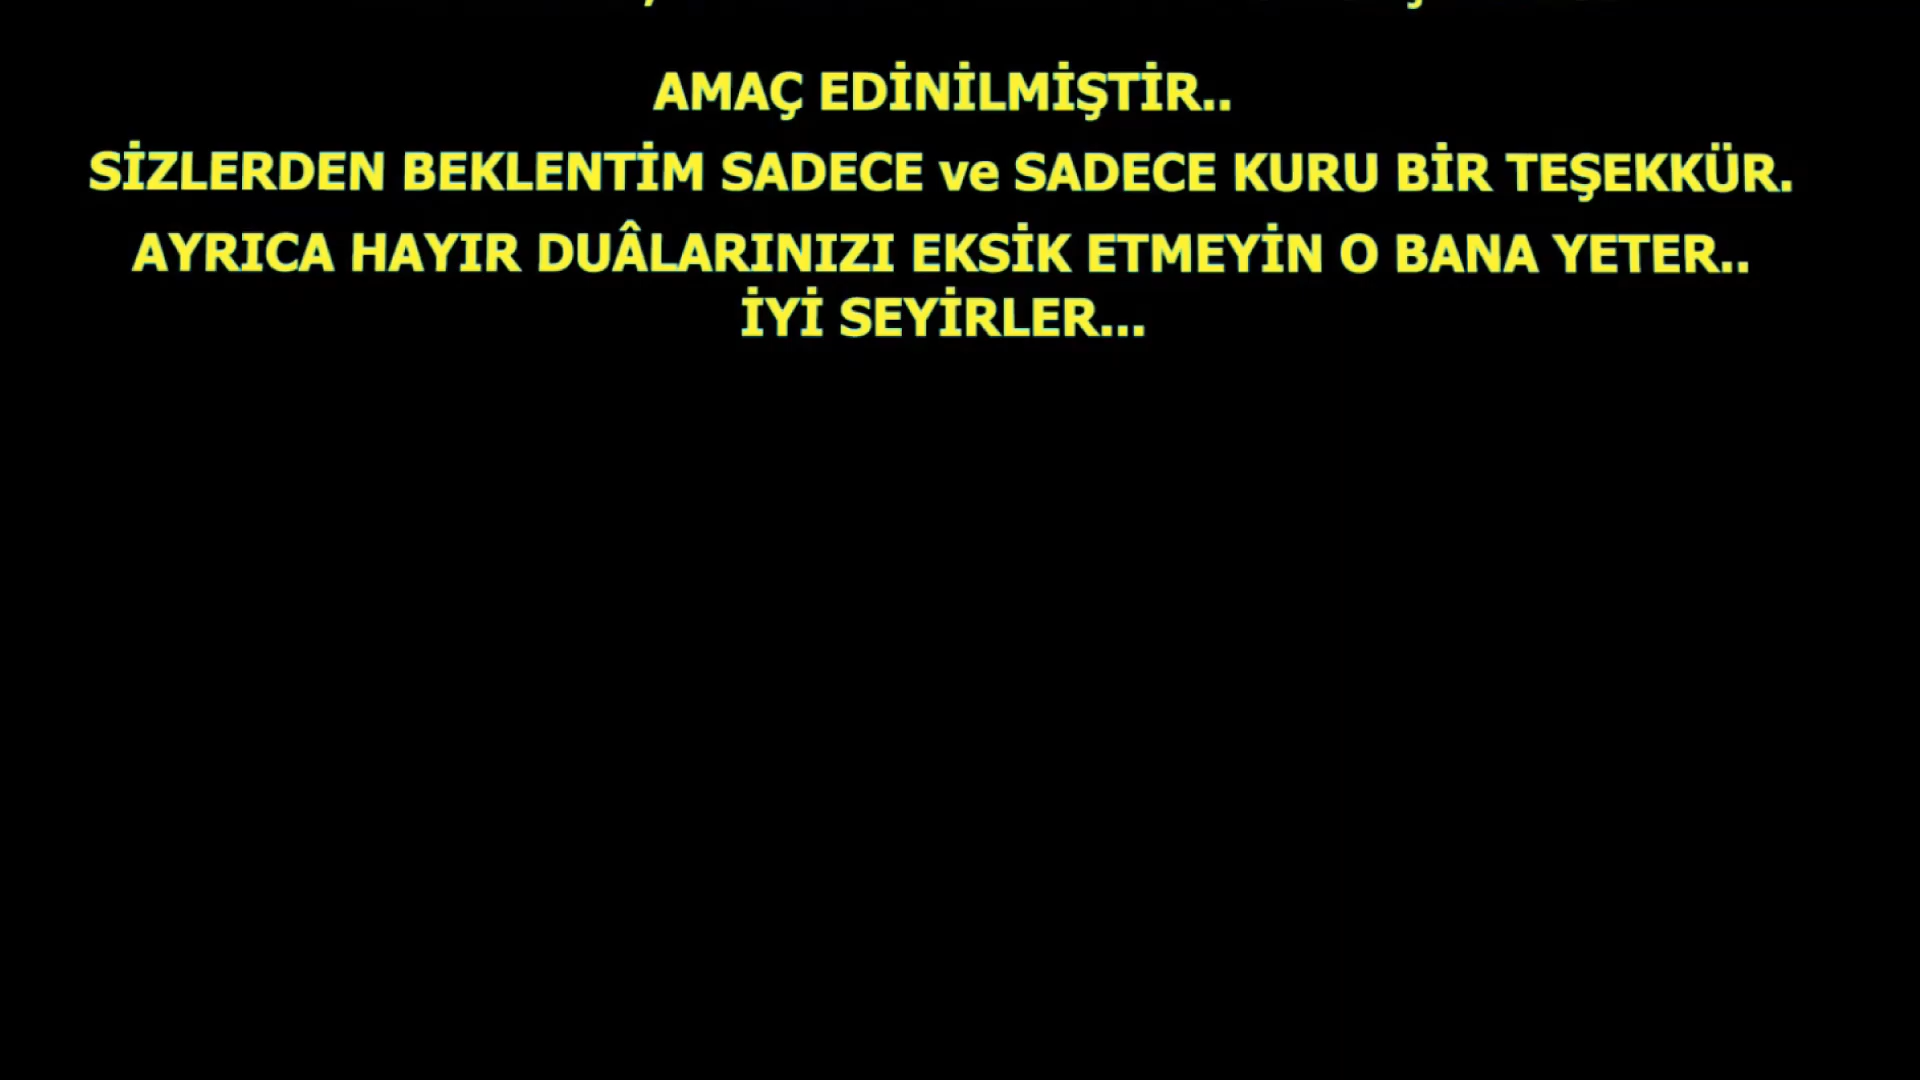 AMAÇ EDİNİLMİŞTİR..
SİZLERDEN BEKLENTİM SADECE ve SADECE KURU BİR TEŞEKKÜR.
AYRICA HAYIR DUÂLARINIZI EKSİK ETMEYİN O BANA YETER..
İYİ SEYİRLER...